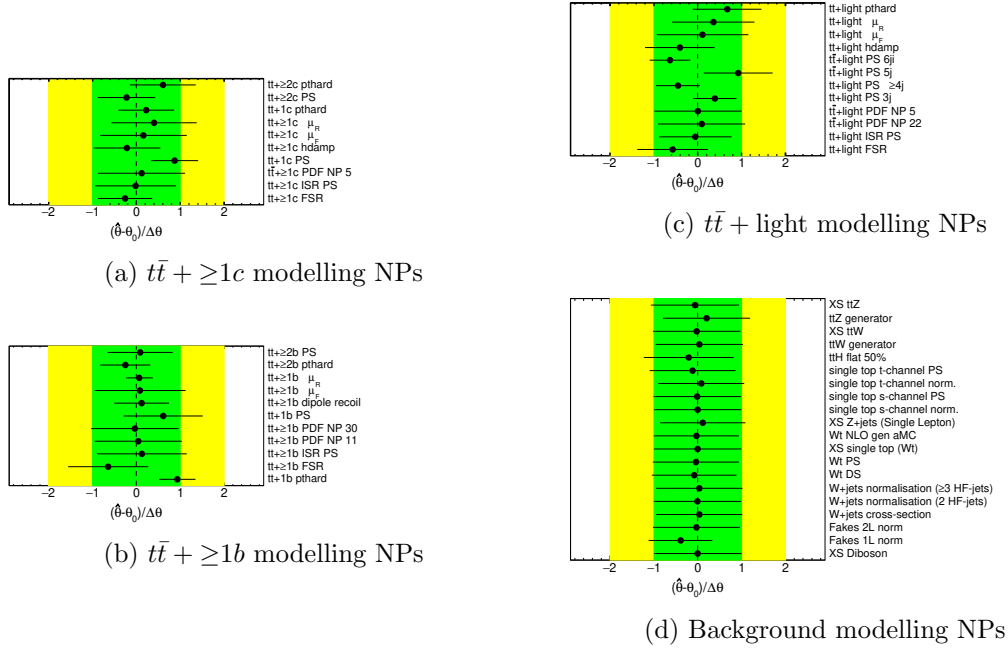 tt+≥2c pthard
tt+≥2c PS
tt+1c pthard
tt+≥1c μR
tt+≥1c μF
tt+≥1c hdamp
tt+1c PS
tt̄+≥1c PDF NP 5
tt+≥1c ISR PS
tt+≥1c FSR
−2 −1 0 1 2
(θ̂-θ0)/Δθ
(a) tt̄ + ≥1c modelling NPs
tt+≥2b PS
tt+≥2b pthard
tt+≥1b μR
tt+≥1b μF
tt+≥1b dipole recoil
tt+1b PS
tt+≥1b PDF NP 30
tt+≥1b PDF NP 11
tt+≥1b ISR PS
tt+≥1b FSR
tt+1b pthard
−2 −1 0 1 2
(θ̂-θ0)/Δθ
(b) tt̄ + ≥1b modelling NPs
tt+light pthard
tt+light μR
tt+light μF
tt+light hdamp
tt̄+light PS 6ji
tt̄+light PS 5j
tt+light PS ≥4j
tt+light PS 3j
tt̄+light PDF NP 5
tt+light PDF NP 22
tt+light ISR PS
tt+light FSR
−2 −1 0 1 2
(θ̂-θ0)/Δθ
(c) tt̄ + light modelling NPs
XS ttZ
ttZ generator
XS ttW
ttW generator
ttH flat 50%
single top t-channel PS
single top t-channel norm.
single top s-channel PS
single top s-channel norm.
XS Z+jets (Single Lepton)
Wt NLO gen aMC
XS single top (Wt)
Wt PS
Wt DS
W+jets normalisation (≥3 HF-jets)
W+jets normalisation (2 HF-jets)
W+jets cross-section
Fakes 2L norm
Fakes 1L norm
XS Diboson
−2 −1 0 1 2
(θ̂-θ0)/Δθ
(d) Background modelling NPs